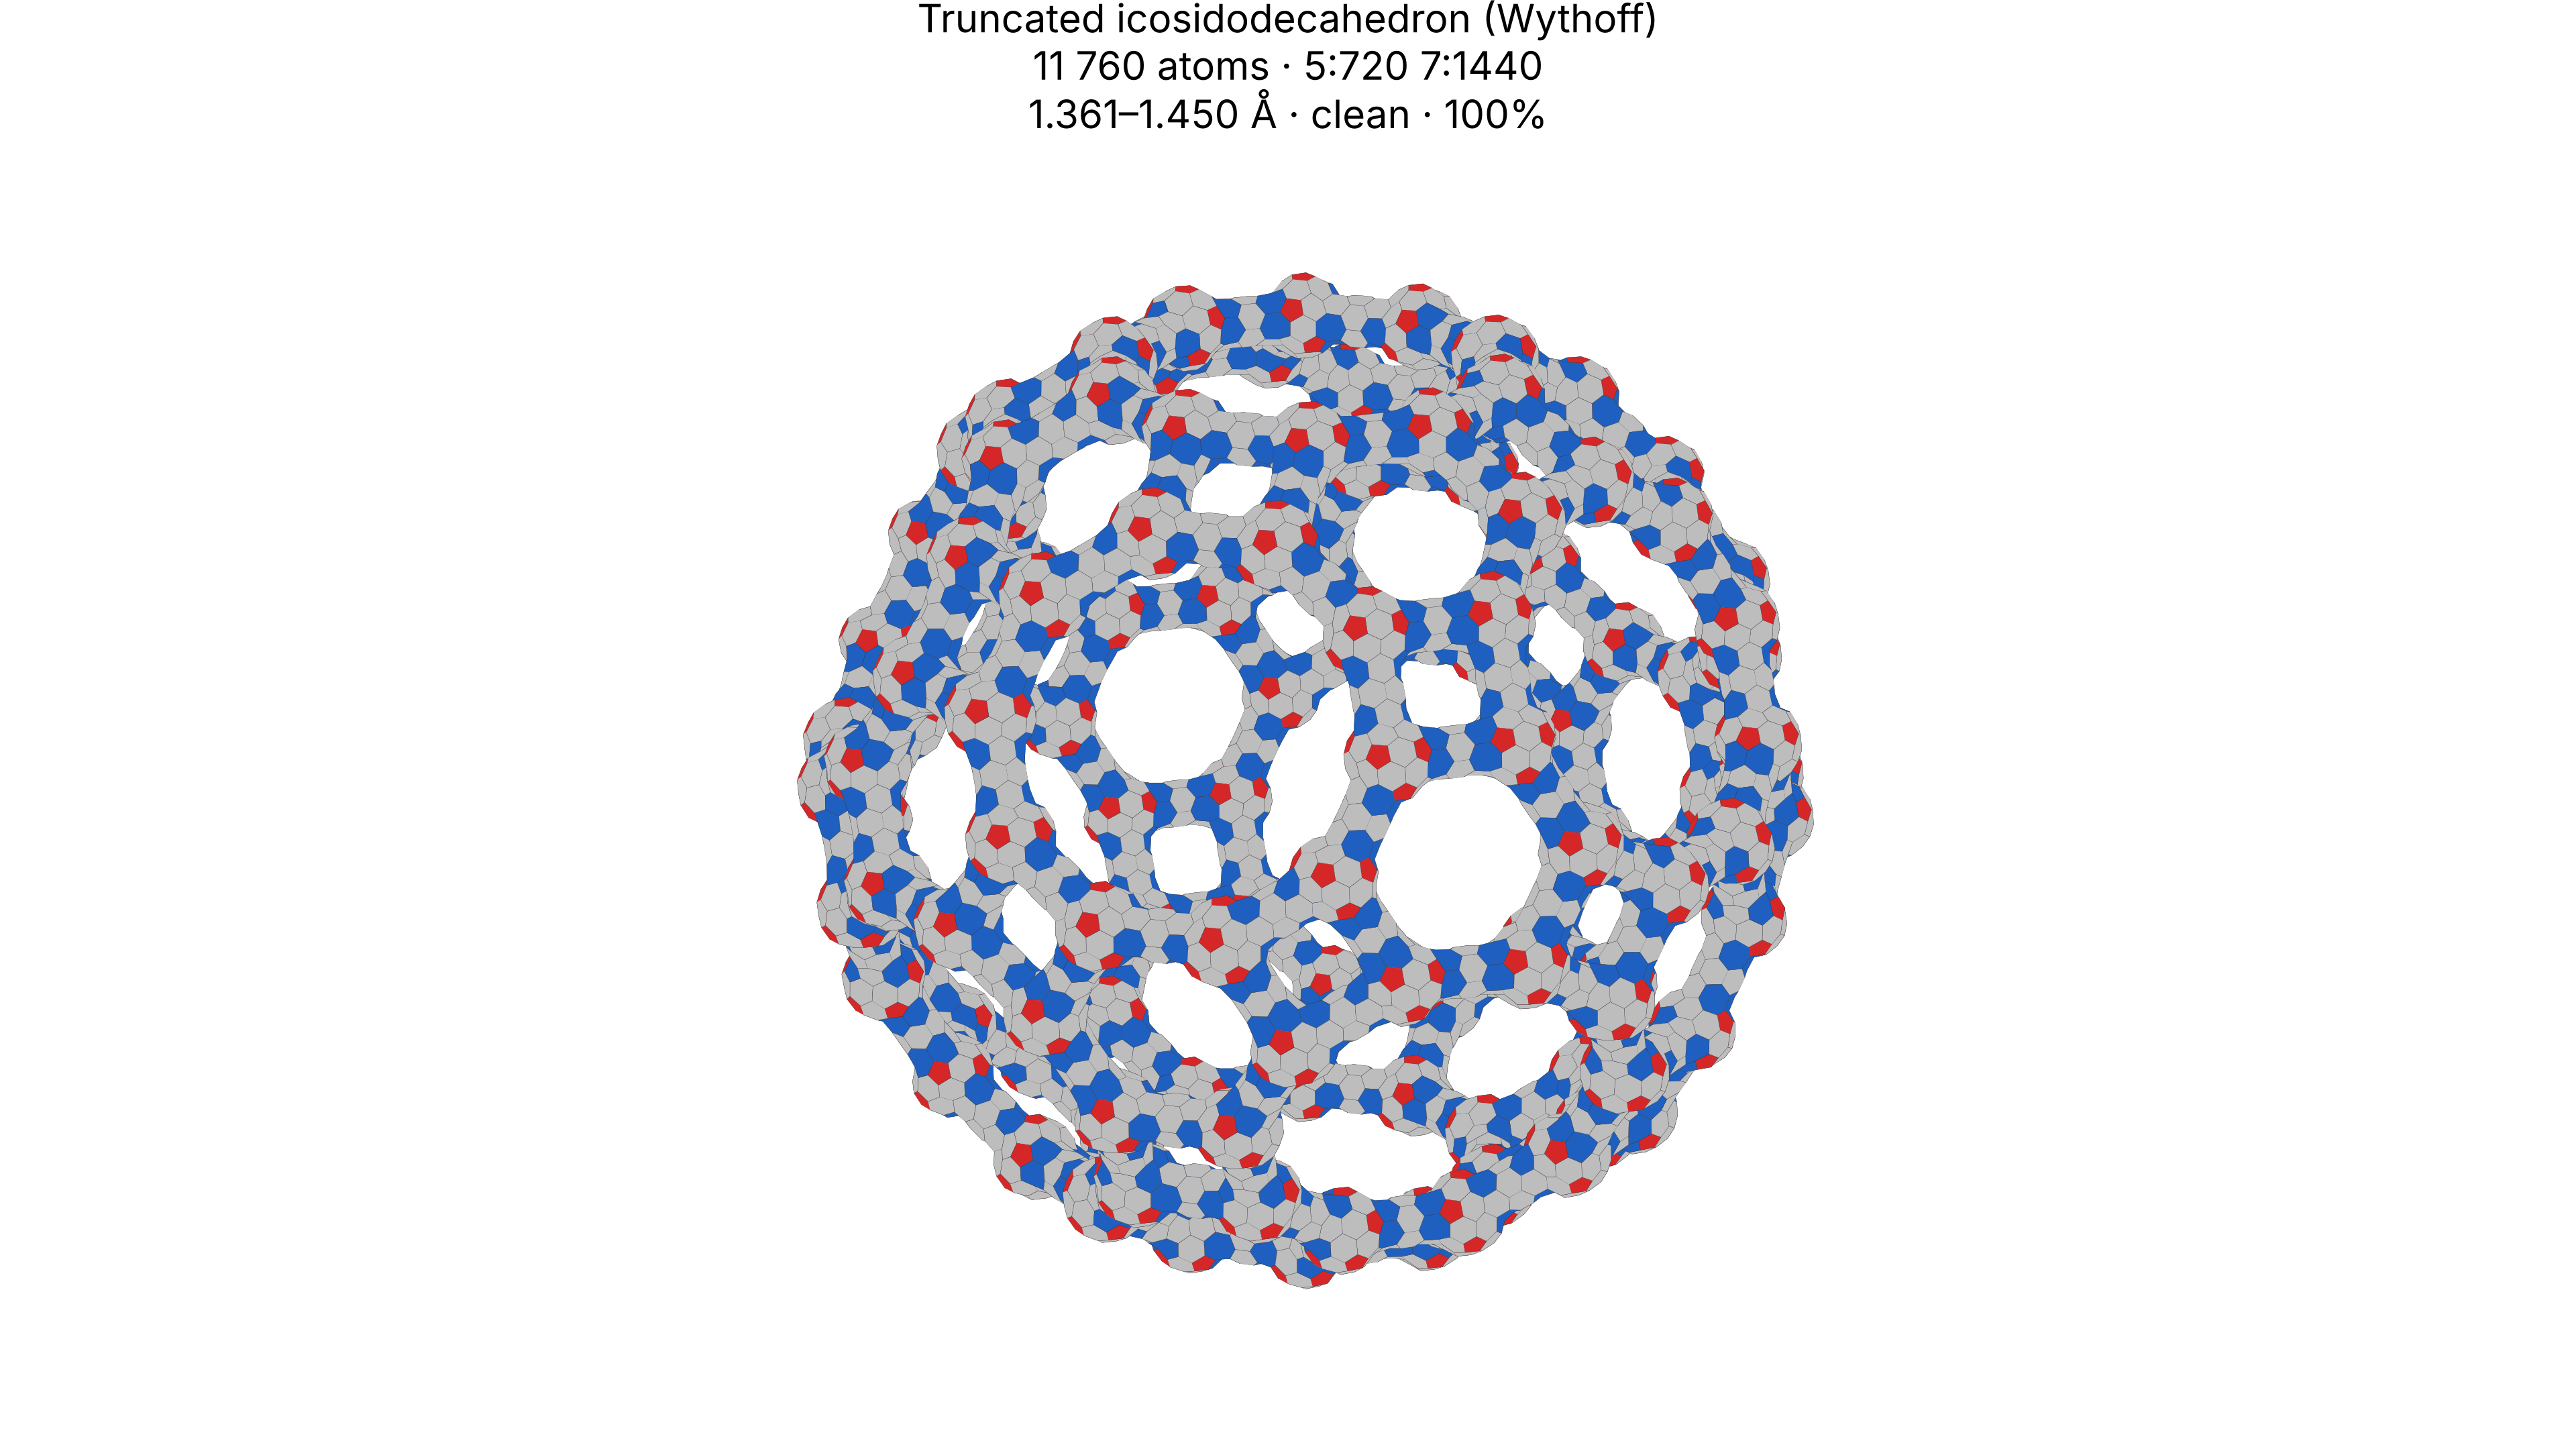 Truncated icosidodecahedron (Wythoff)
11 760 atoms · 5:720 7:1440
1.361–1.450 Å · clean · 100%